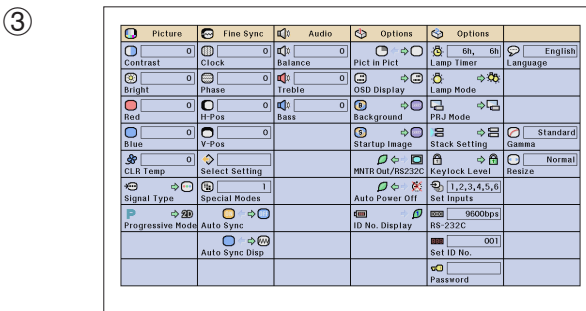 3
Picture Fine Sync Audio Options Options
0 0 0 6h, 6h English
Contrast Clock Balance Pict in Pict Lamp Timer Language
0 0 0
Bright Phase Treble OSD Display Lamp Mode
0 0 0
Red H-Pos Bass Background PRJ Mode
0 0 Standard
Blue V-Pos Startup Image Stack Setting Gamma
0 Normal
CLR Temp Select Setting MNTR Out/RS232C Keylock Level Resize
1 1,2,3,4,5,6
Signal Type Special Modes Auto Power Off Set Inputs
P 2D 9600bps
Progressive Mode Auto Sync ID No. Display RS-232C
001
Auto Sync Disp Set ID No.
Password